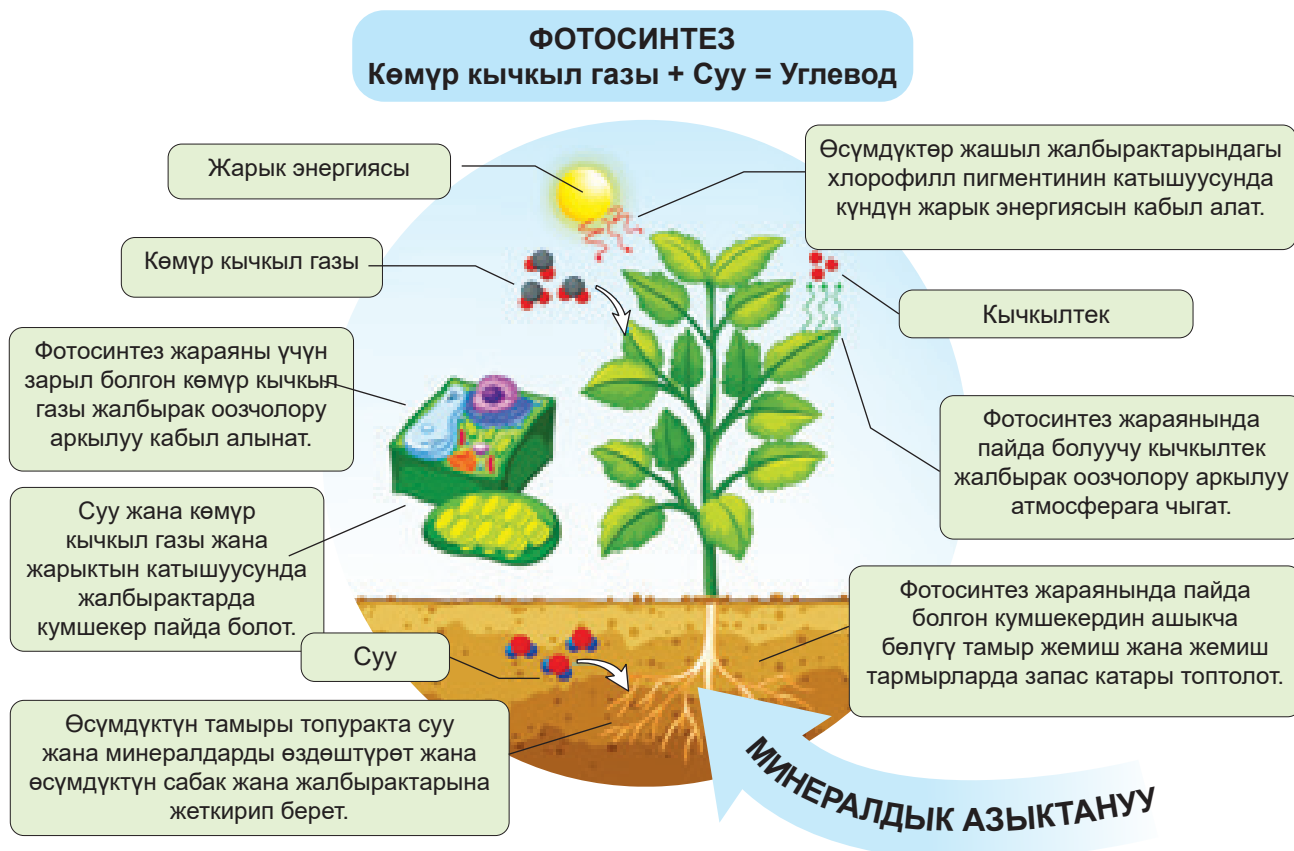 ФОТОСИНТЕЗ
Көмүр кычкыл газы + Суу = Углевод
Жарык энергиясы
Көмүр кычкыл газы
Фотосинтез жараяны үчүн
зарыл болгон көмүр кычкыл
газы жалбырак оозчолору
аркылуу кабыл алынат.
Суу жана көмүр
кычкыл газы жана
жарыктын катышуусунда
жалбырактарда
кумшекер пайда болот.
Суу
Өсүмдүктүн тамыры топуракта суу
жана минералдарды өздөштүрөт жана
өсүмдүктүн сабак жана жалбырактарына
жеткирип берет.
Өсүмдүктөр жашыл жалбырактарындагы
хлорофилл пигментинин катышуусунда
күндүн жарык энергиясын кабыл алат.
Кычкылтек
Фотосинтез жараянында
пайда болуучу кычкылтек
жалбырак оозчолору аркылуу
атмосферага чыгат.
Фотосинтез жараянында пайда
болгон кумшекердин ашыкча
бөлүгү тамыр жемиш жана жемиш
тармырларда запас катары топтолот.
МИНЕРАЛДЫК АЗЫКТАНУУ